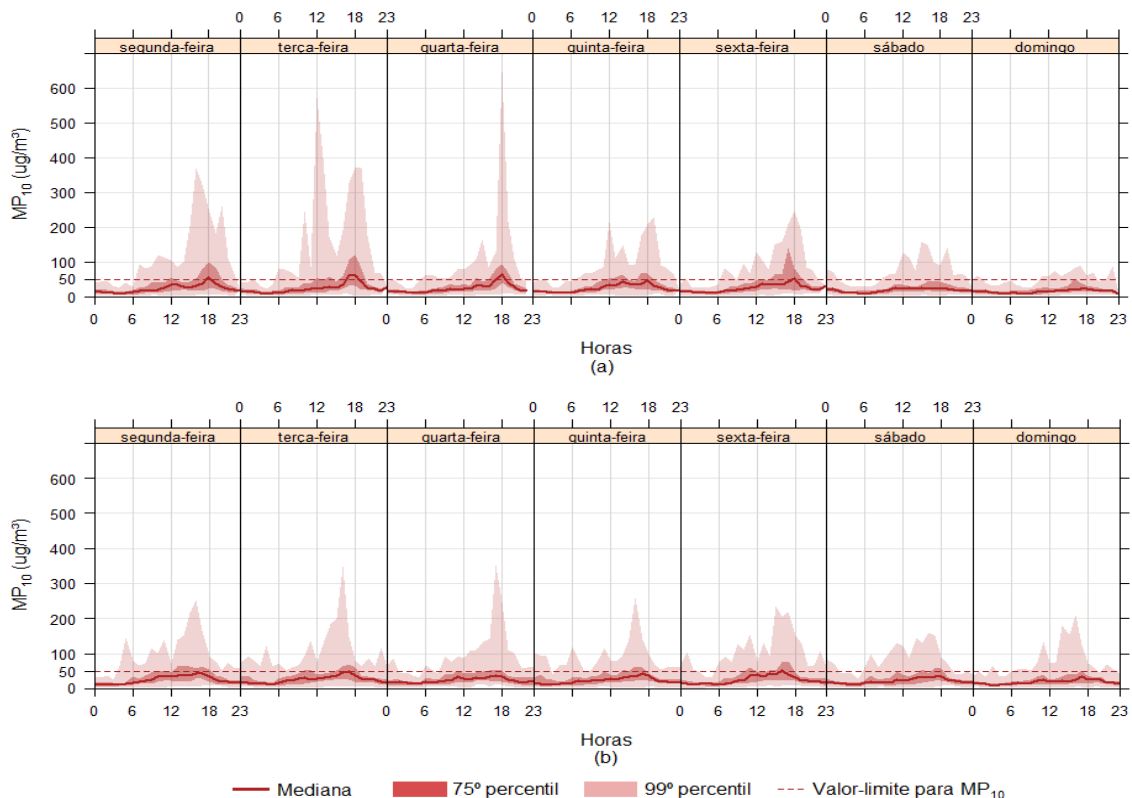 0 6 12 18 23 0 6 12 18 23 0 6 12 18 23
segunda-feira terça-feira quarta-feira quinta-feira sexta-feira sábado domingo
600
500
400
300
200
100
50
0
MP10 (ug/m³)
0 6 12 18 23 0 6 12 18 23 0 6 12 18 23 0 6 12 18 23
Horas
(a)
0 6 12 18 23 0 6 12 18 23 0 6 12 18 23
segunda-feira terça-feira quarta-feira quinta-feira sexta-feira sábado domingo
600
500
400
300
200
100
50
0
MP10 (ug/m³)
0 6 12 18 23 0 6 12 18 23 0 6 12 18 23 0 6 12 18 23
Horas
(b)
Mediana 75º percentil 99º percentil Valor-limite para MP10